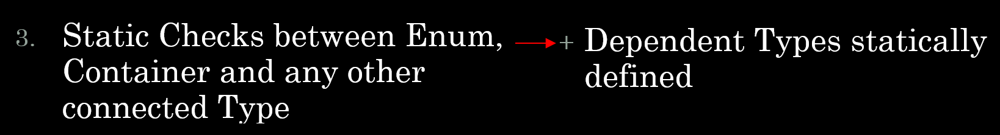 3. Static Checks between Enum,
Container and any other
connected Type
+ Dependent Types statically
defined